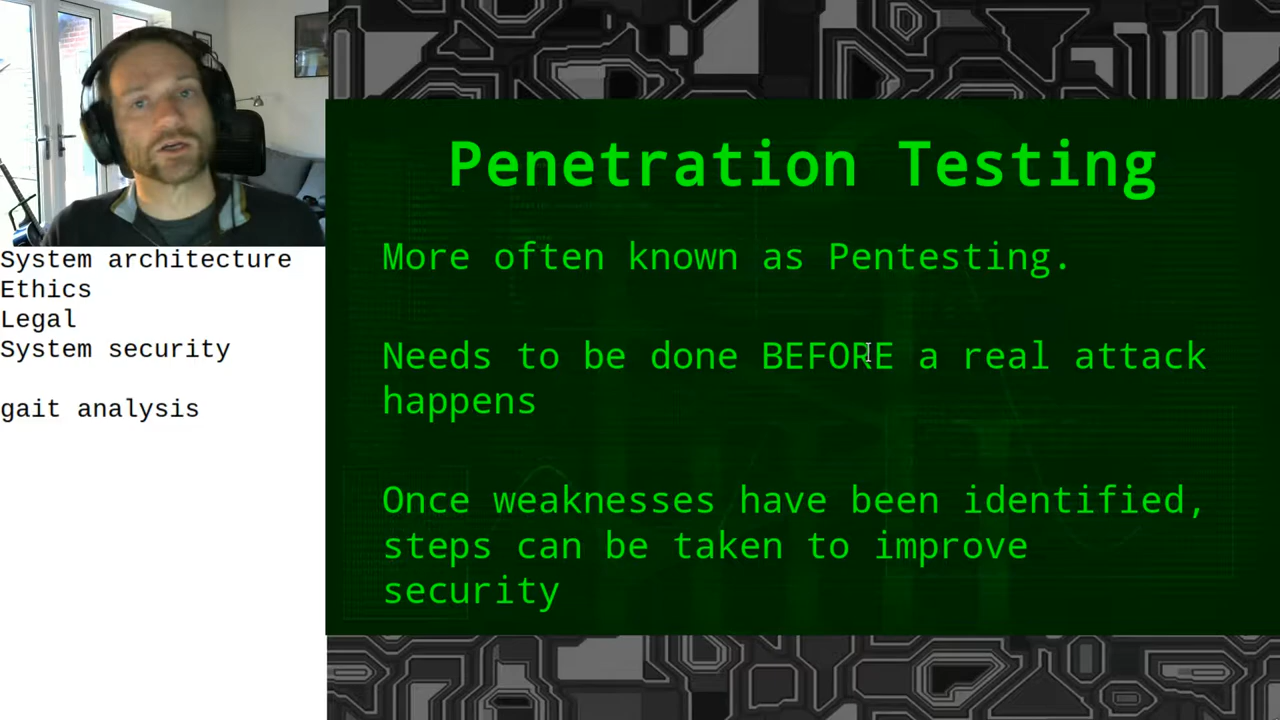 System architecture
Ethics
Legal
System security
gait analysis
Penetration Testing
More often known as Pentesting.
Needs to be done BEFORE a real attack
happens
Once weaknesses have been identified,
steps can be taken to improve
security